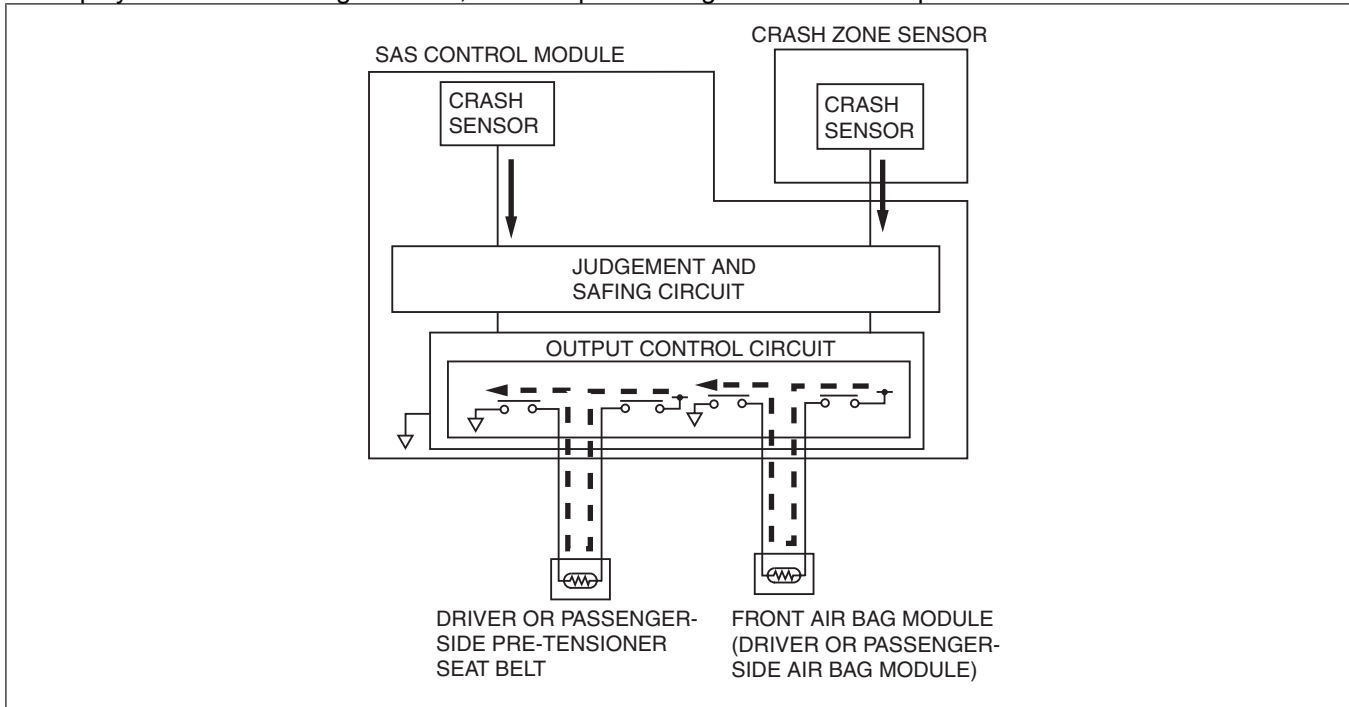 CRASH ZONE SENSOR
SAS CONTROL MODULE
CRASH
SENSOR
CRASH
SENSOR
JUDGEMENT AND
SAFING CIRCUIT
OUTPUT CONTROL CIRCUIT
DRIVER OR PASSENGER-
SIDE PRE-TENSIONER
SEAT BELT
FRONT AIR BAG MODULE
(DRIVER OR PASSENGER-
SIDE AIR BAG MODULE)